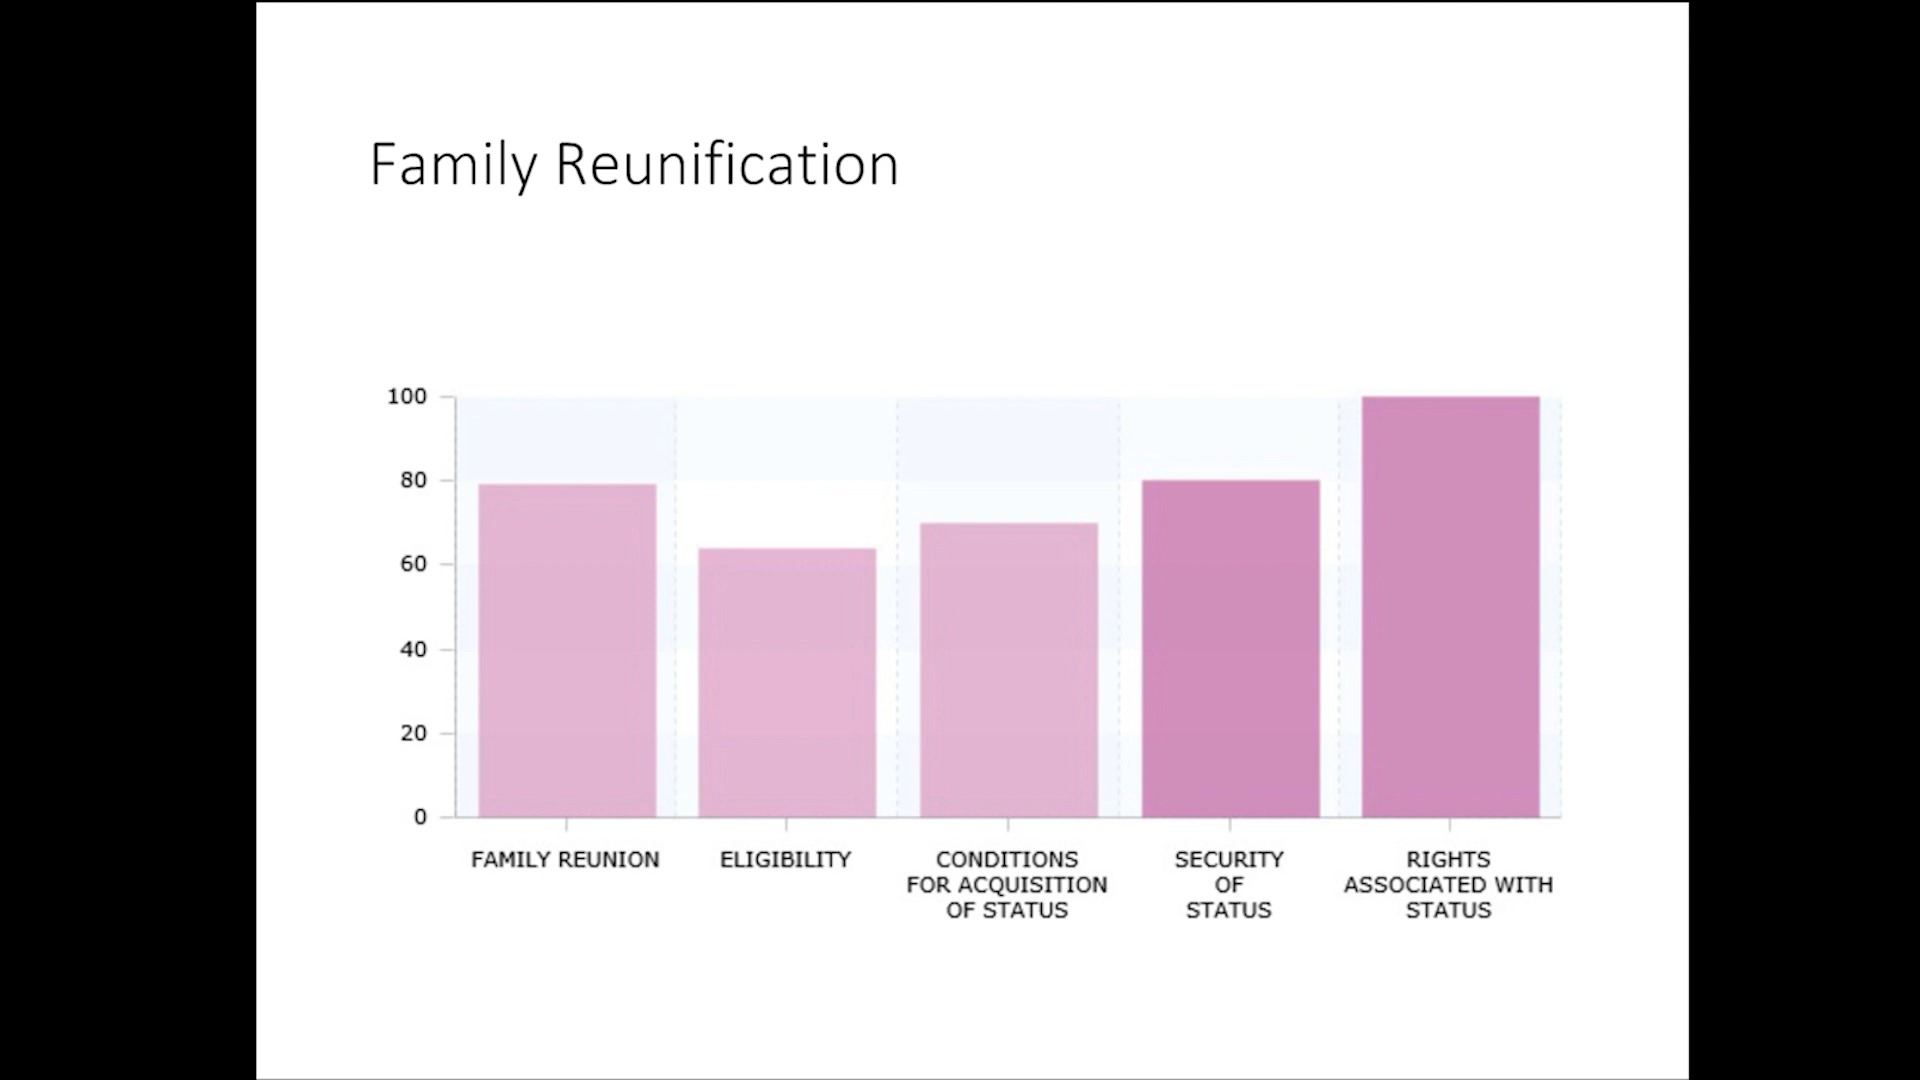 Family Reunification
100
80
60
40
20
0
FAMILY REUNION
ELIGIBILITY
CONDITIONS
FOR ACQUISITION
OF STATUS
SECURITY
OF
STATUS
RIGHTS
ASSOCIATED WITH
STATUS